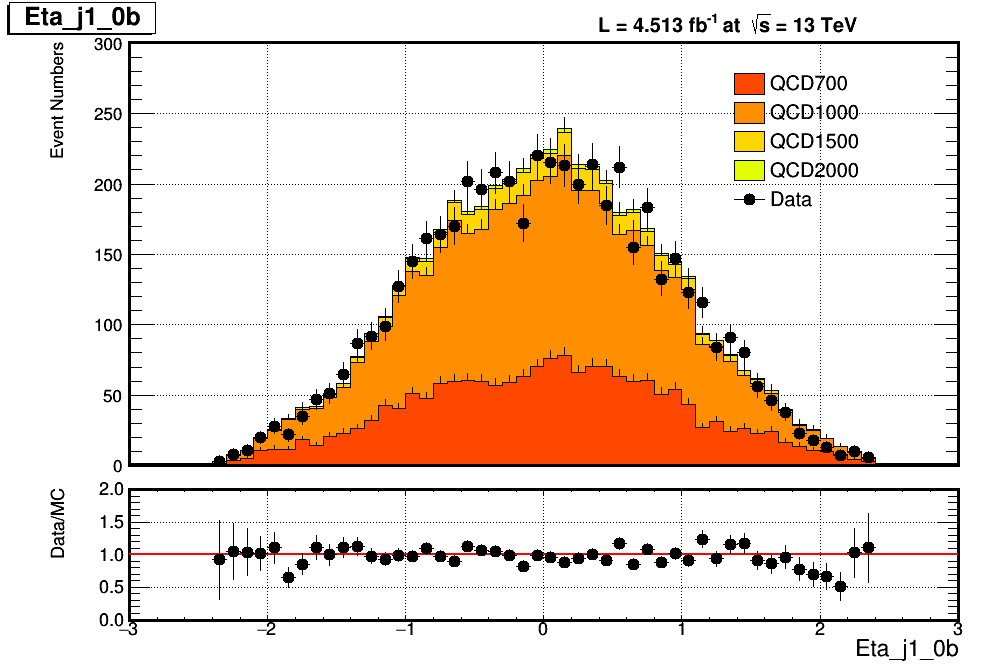 Eta_j1_0b
L = 4.513 fb-1 at √s = 13 TeV
Event Numbers
300
250
200
150
100
50
0
QCD700
QCD1000
QCD1500
QCD2000
Data
Data/MC
2.0
1.5
1.0
0.5
0.0
−3 −2 −1 0 1 2 3
Eta_j1_0b